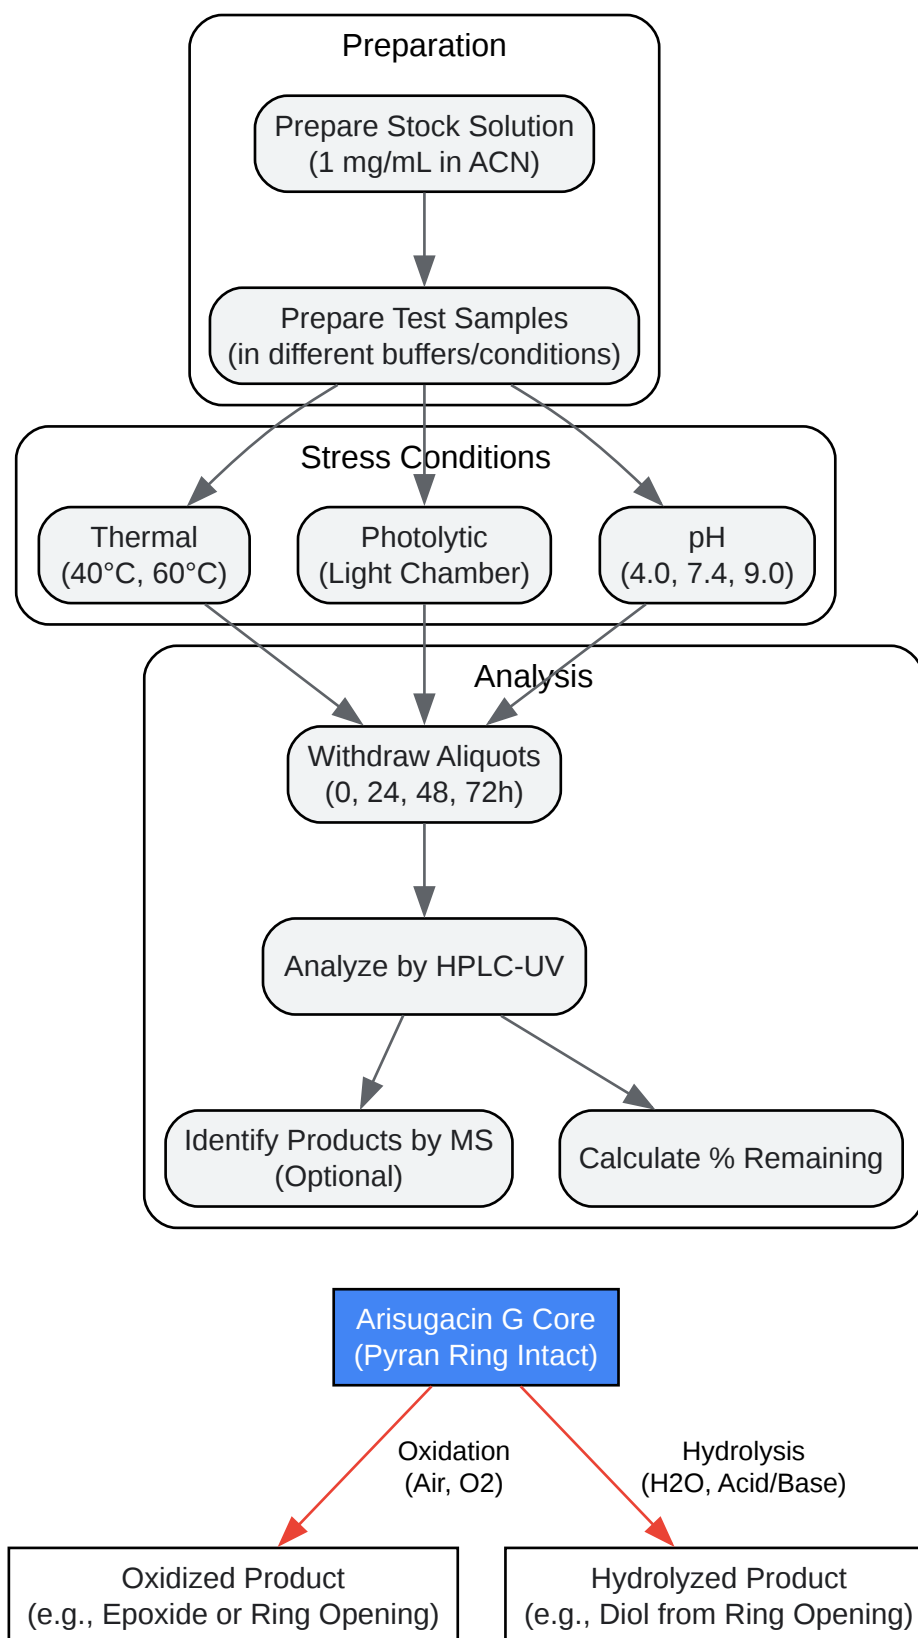 Preparation
Prepare Stock Solution
(1 mg/mL in ACN)
Prepare Test Samples
(in different buffers/conditions)
Stress Conditions
Thermal
(40°C, 60°C)
Photolytic
(Light Chamber)
pH
(4.0, 7.4, 9.0)
Analysis
Withdraw Aliquots
(0, 24, 48, 72h)
Analyze by HPLC-UV
Identify Products by MS
(Optional)
Calculate % Remaining
Arisugacin G Core
(Pyran Ring Intact)
Oxidation
(Air, O2)
Hydrolysis
(H2O, Acid/Base)
Oxidized Product
(e.g., Epoxide or Ring Opening)
Hydrolyzed Product
(e.g., Diol from Ring Opening)